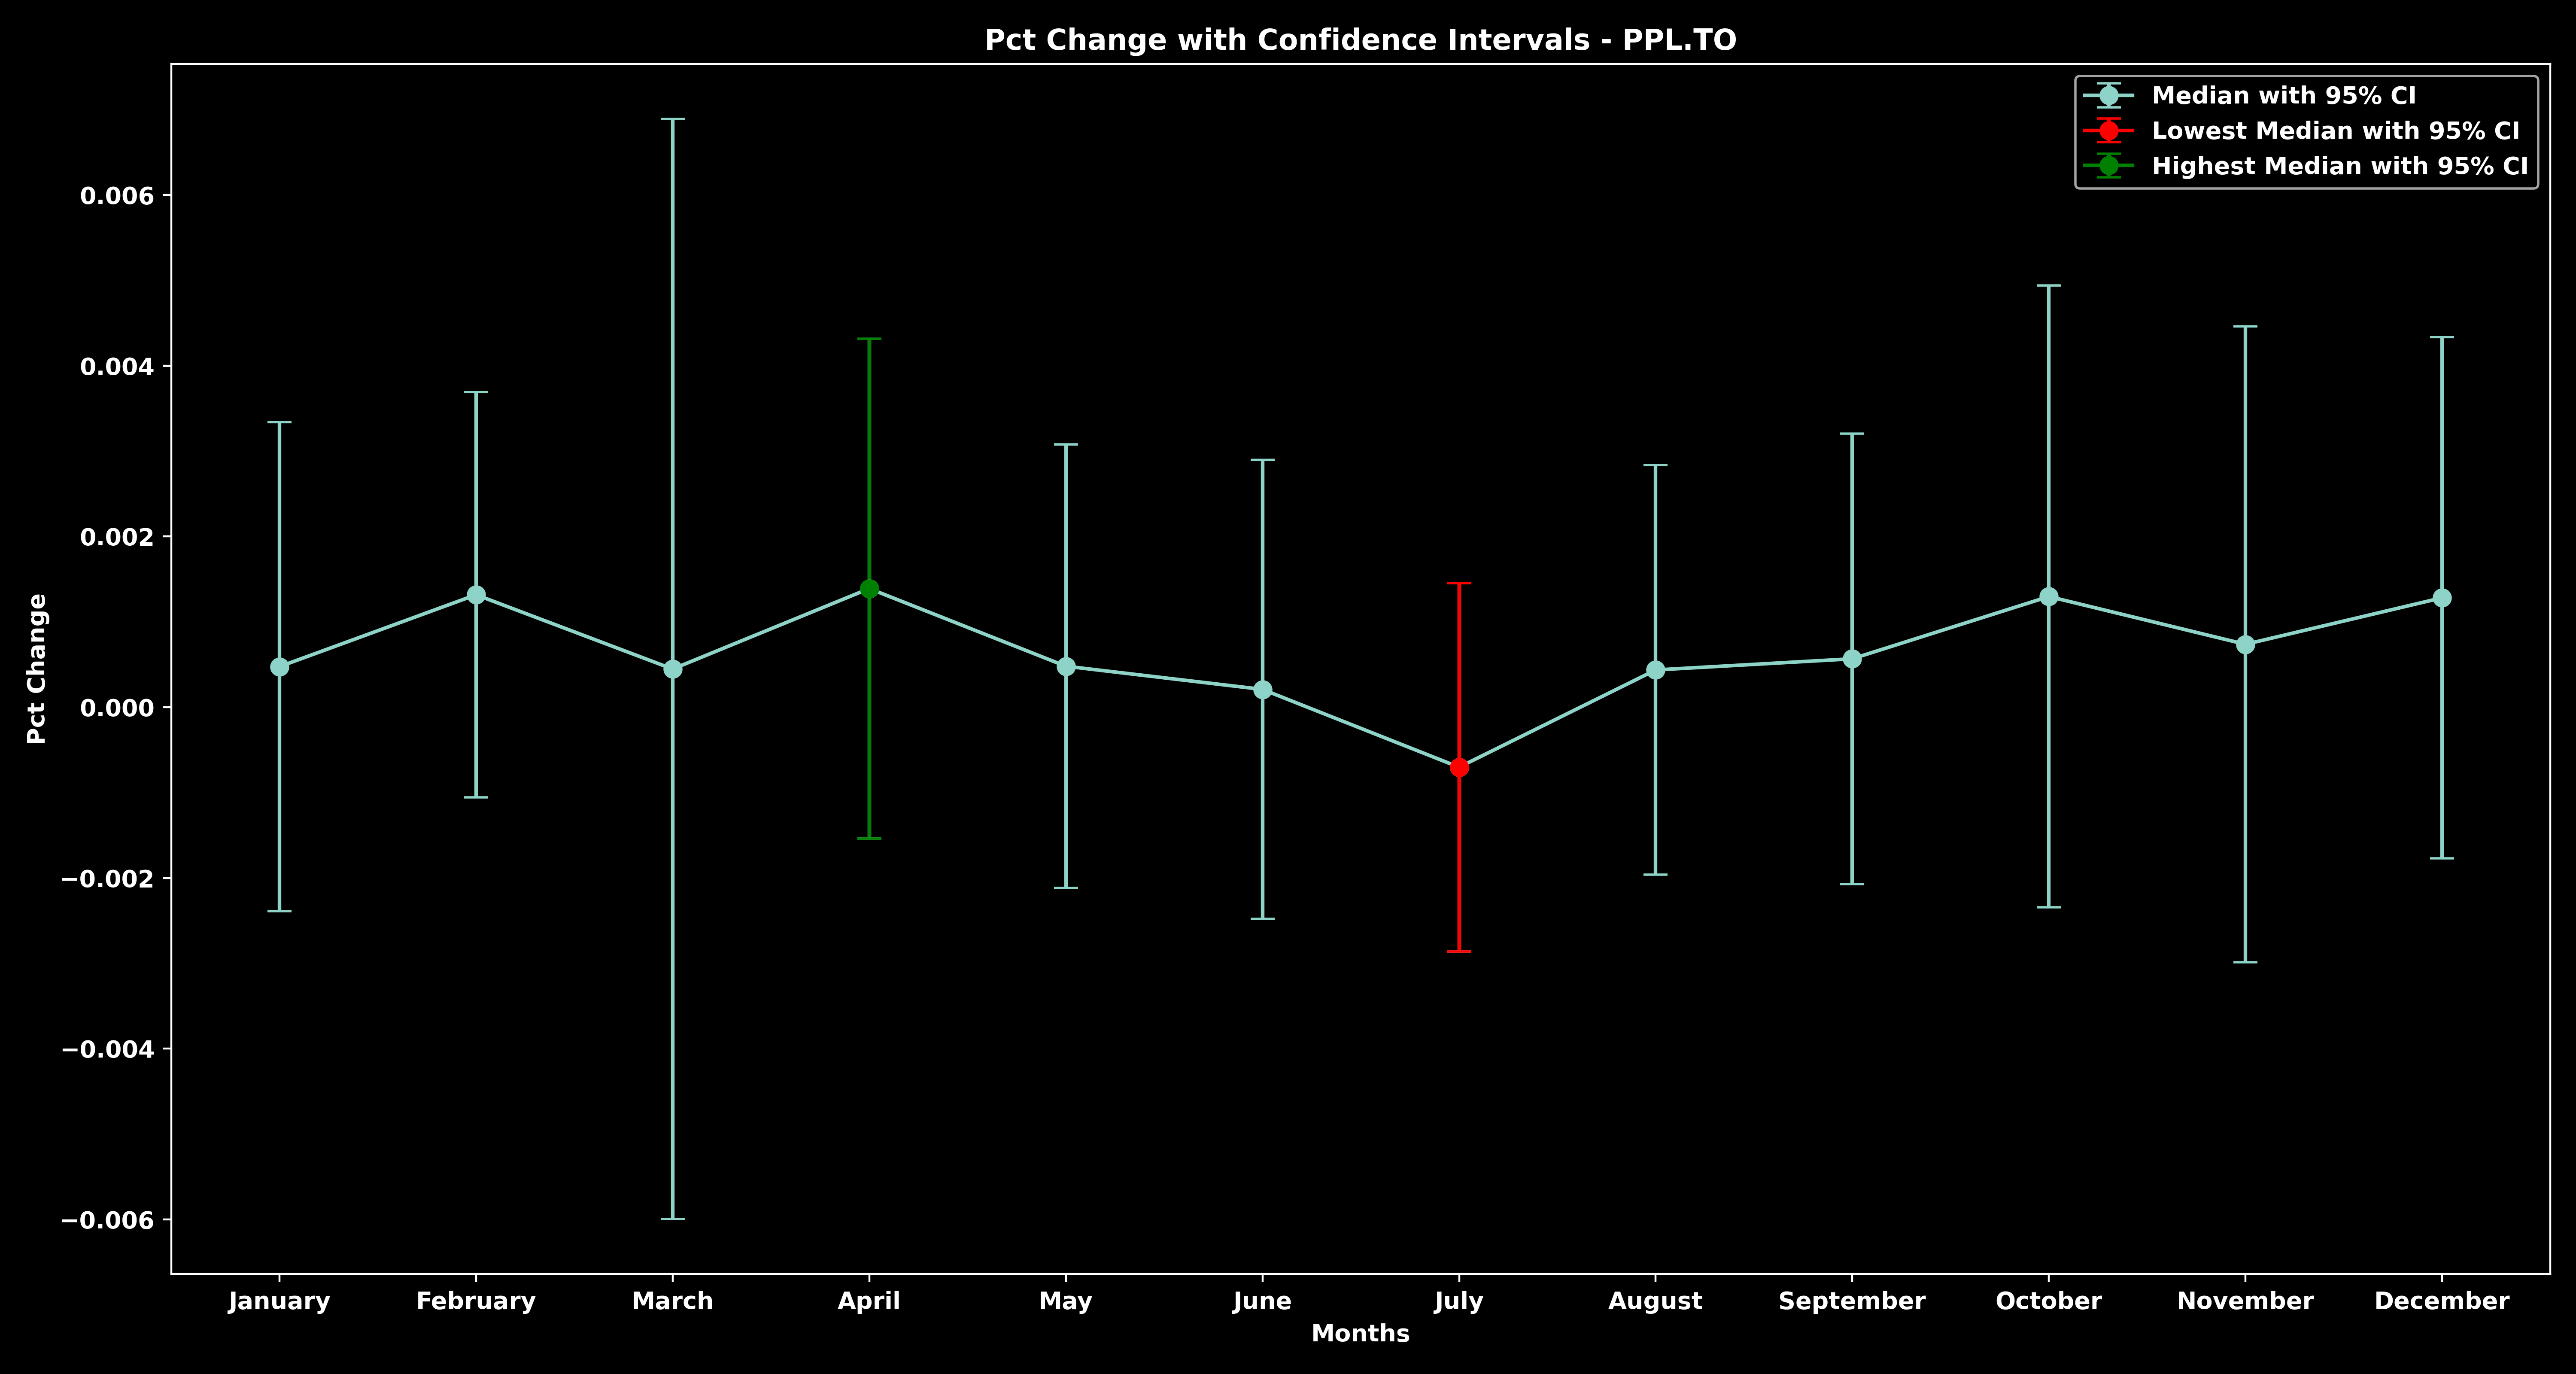 Pct Change with Confidence Intervals - PPL.TO
Median with 95% CI
Lowest Median with 95% CI
Highest Median with 95% CI
Pct Change
0.006
0.004
0.002
0.000
−0.002
−0.004
−0.006
January February March April May June July August September October November December
Months